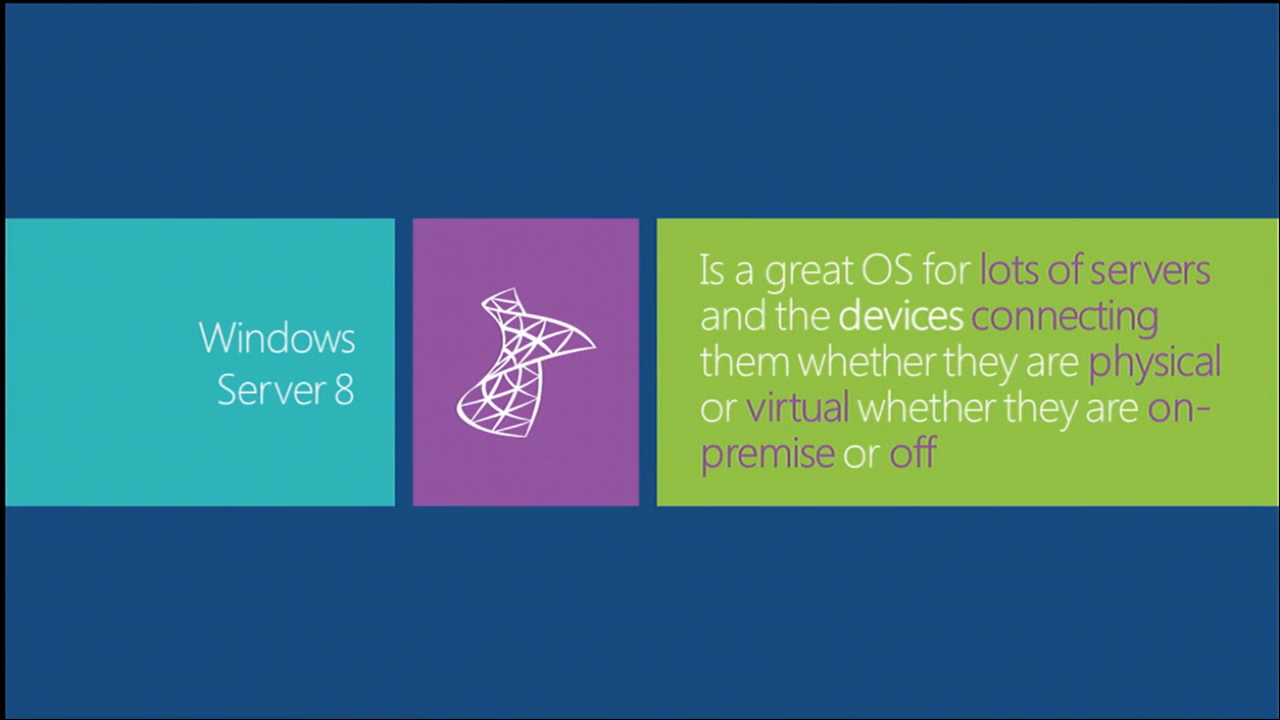 Windows
Server 8
Is a great OS for lots of servers
and the devices connecting
them whether they are physical
or virtual whether they are on-
premise or off